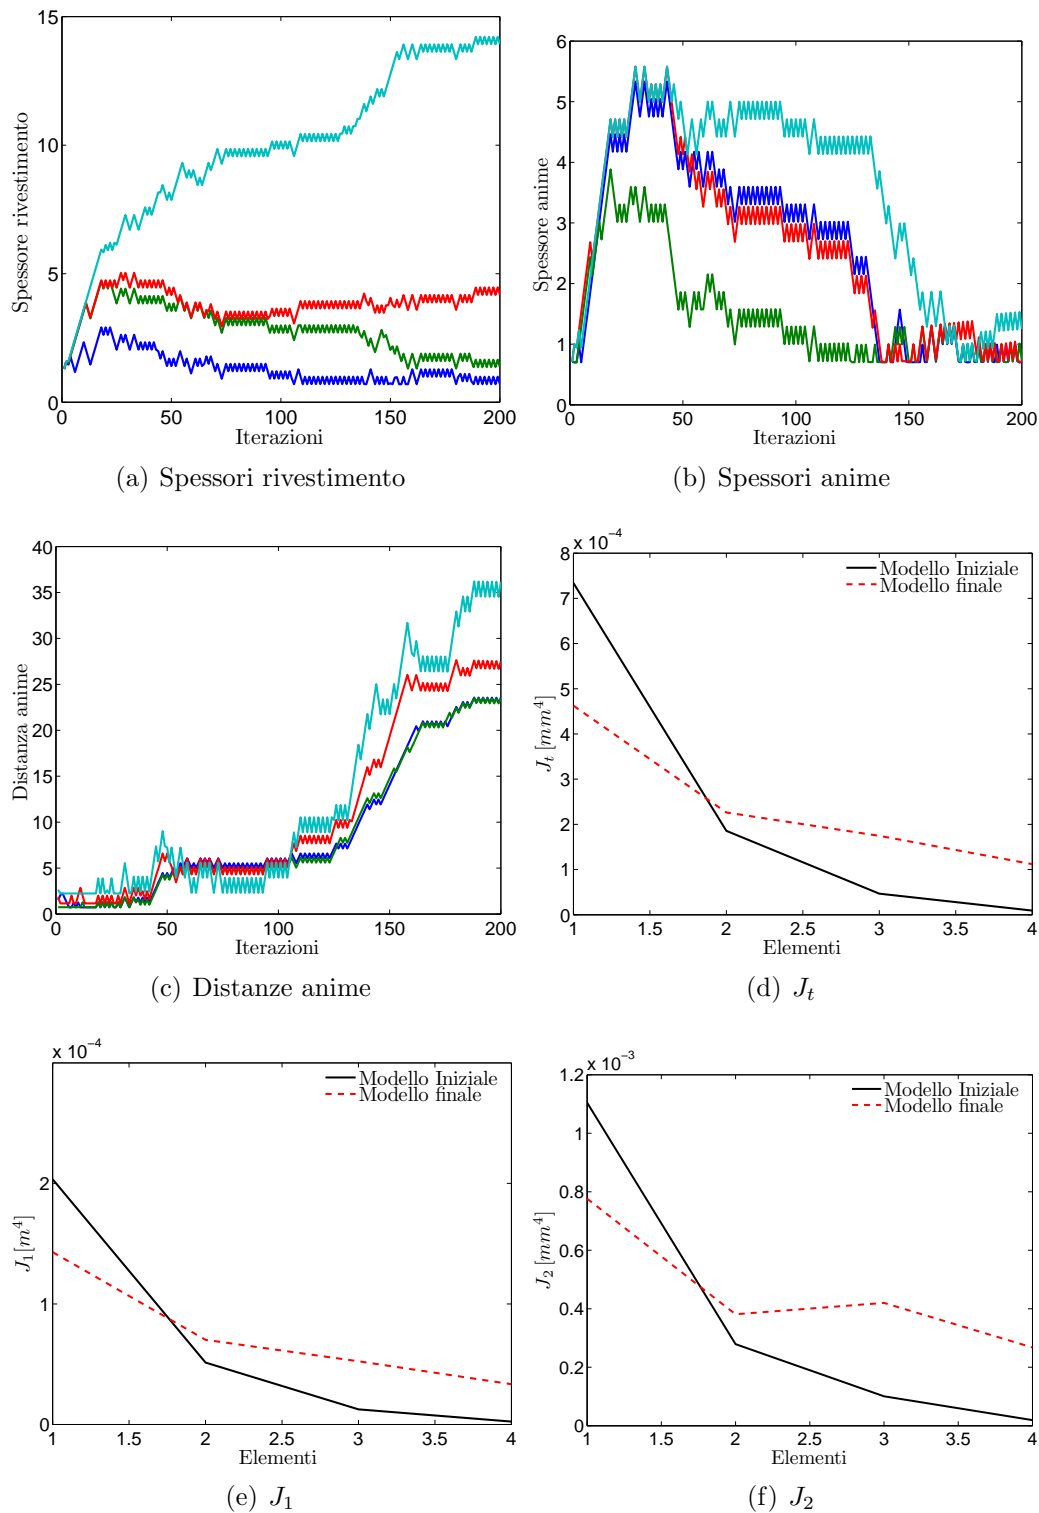 15
10
5
0
Spessore rivestimento
0 50 100 150 200
Iterazioni
(a) Spessori rivestimento
6
5
4
3
2
1
0
Spessore anime
0 50 100 150 200
Iterazioni
(b) Spessori anime
40
35
30
25
20
15
10
5
0
Distanza anime
0 50 100 150 200
Iterazioni
(c) Distanze anime
x 10⁻⁴
8
7
6
5
4
3
2
1
0
J_t [mm⁴]
Modello Iniziale
Modello finale
1 1.5 2 2.5 3 3.5 4
Elementi
(d) J_t
x 10⁻⁴
2
1
0
J_1 [m⁴]
Modello Iniziale
Modello finale
1 1.5 2 2.5 3 3.5 4
Elementi
(e) J_1
x 10⁻³
1.2
1
0.8
0.6
0.4
0.2
0
J_2 [mm⁴]
Modello Iniziale
Modello finale
1 1.5 2 2.5 3 3.5 4
Elementi
(f) J_2